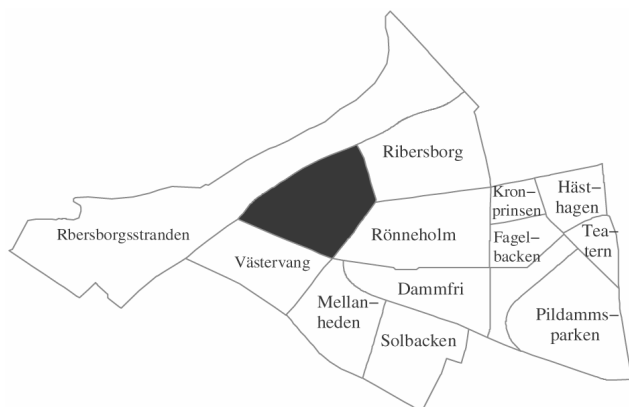 Ribersborg
Kron–
prinsen
Häst–
hagen
Rbersborgsstranden
Rönneholm
Fagel–
backen
Tea–
tern
Västervang
Dammfri
Mellan–
heden
Pildamms–
parken
Solbacken